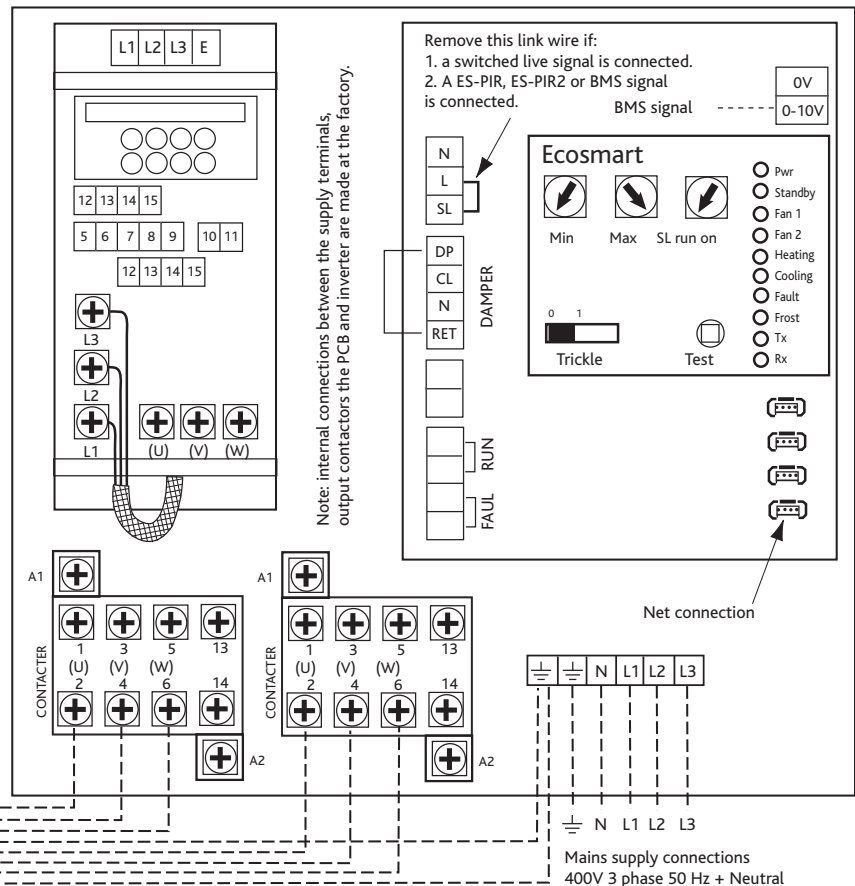 L1 L2 L3 E
12 13 14 15
5 6 7 8 9 10 11
12 13 14 15
L3
L2
L1
(U) (V) (W)
Note: internal connections between the supply terminals,
output contactors the PCB and inverter are made at the factory.
Remove this link wire if:
1. a switched live signal is connected.
2. A ES-PIR, ES-PIR2 or BMS signal
is connected.
BMS signal
0V
0-10V
N
L
SL
DP
CL
N
RET
DAMPER
RUN
FAUL
Ecosmart
Min Max SL run on
0 1
Trickle
Test
Pwr
Standby
Fan 1
Fan 2
Heating
Cooling
Fault
Frost
Tx
Rx
Net connection
A1
1 3 5 13
(U) (V) (W)
2 4 6 14
CONTACTER
A2
A1
1 3 5 13
(U) (V) (W)
2 4 6 14
CONTACTER
A2
N L1 L2 L3
N L1 L2 L3
Mains supply connections
400V 3 phase 50 Hz + Neutral